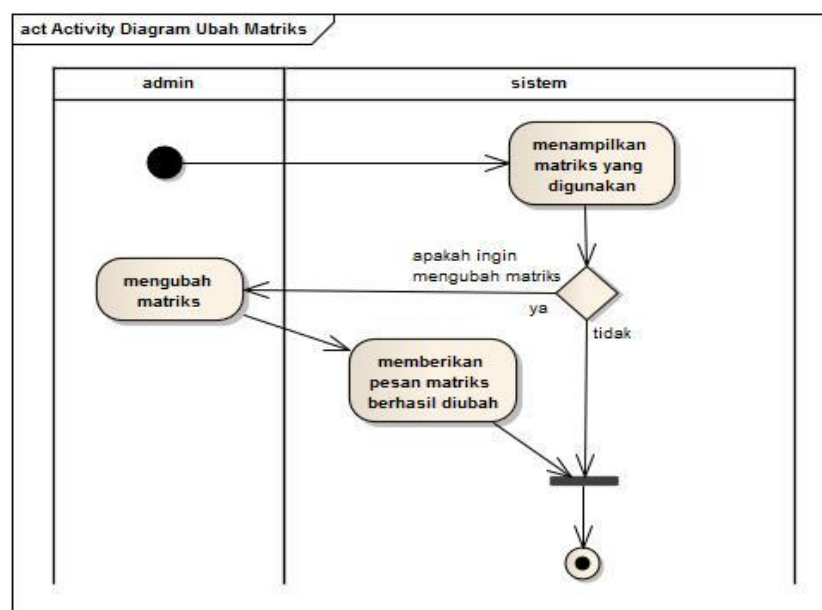 act Activity Diagram Ubah Matriks
admin
sistem
menampilkan
matriks yang
digunakan
apakah ingin
mengubah matriks
ya
tidak
mengubah
matriks
memberikan
pesan matriks
berhasil diubah